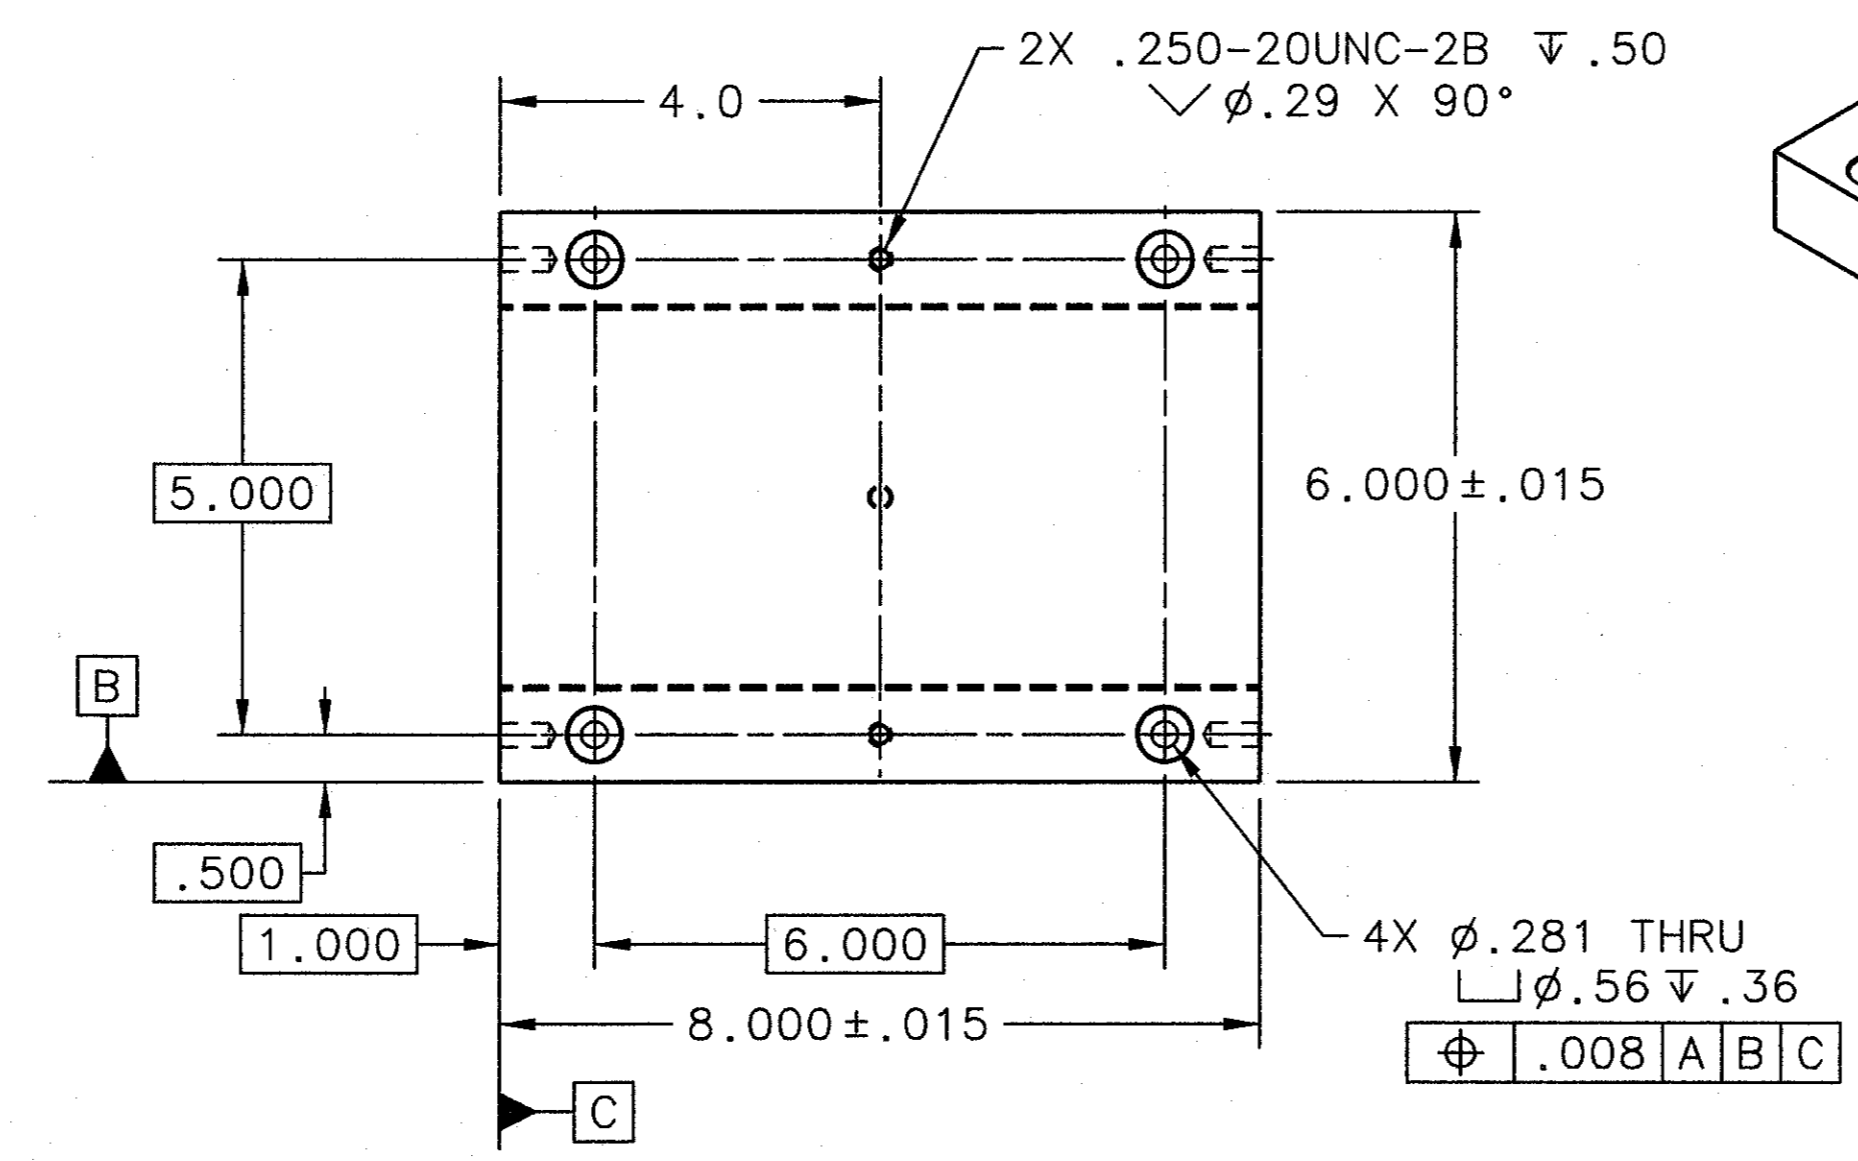 2X .250-20UNC-2B ↧ .50
⌵ ⌀.29 X 90°
4.0
5.000
6.000±.015
B
.500
1.000
6.000
4X ⌀.281 THRU
⌴ ⌀.56 ↧ .36
8.000±.015
⌖ .008 A B C
C